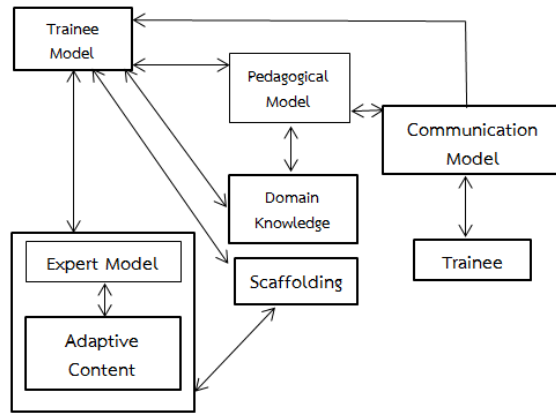 Trainee
Model
Pedagogical
Model
Communication
Model
Domain
Knowledge
Expert Model
Scaffolding
Trainee
Adaptive
Content